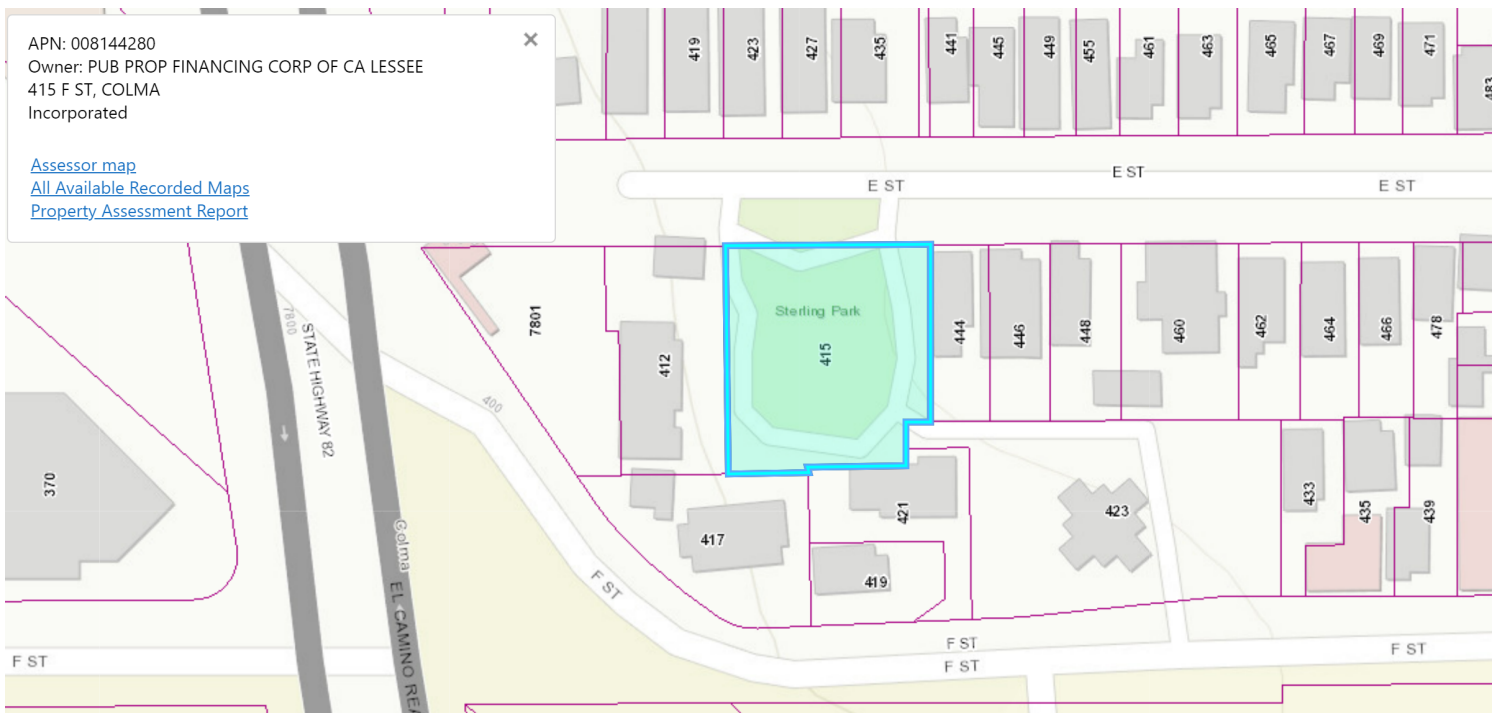 APN: 008144280
Owner: PUB PROP FINANCING CORP OF CA LESSEE
415 F ST, COLMA
Incorporated
Assessor map
All Available Recorded Maps
Property Assessment Report
×
419
423
427
435
441
445
449
455
461
463
465
467
469
471
483
E ST
E ST
E ST
7801
412
Sterling Park
415
444
446
448
460
462
464
466
478
7800
STATE HIGHWAY 82
400
370
Colma
EL CAMINO REA
417
421
419
423
433
435
439
F ST
F ST
F ST
F ST
F ST